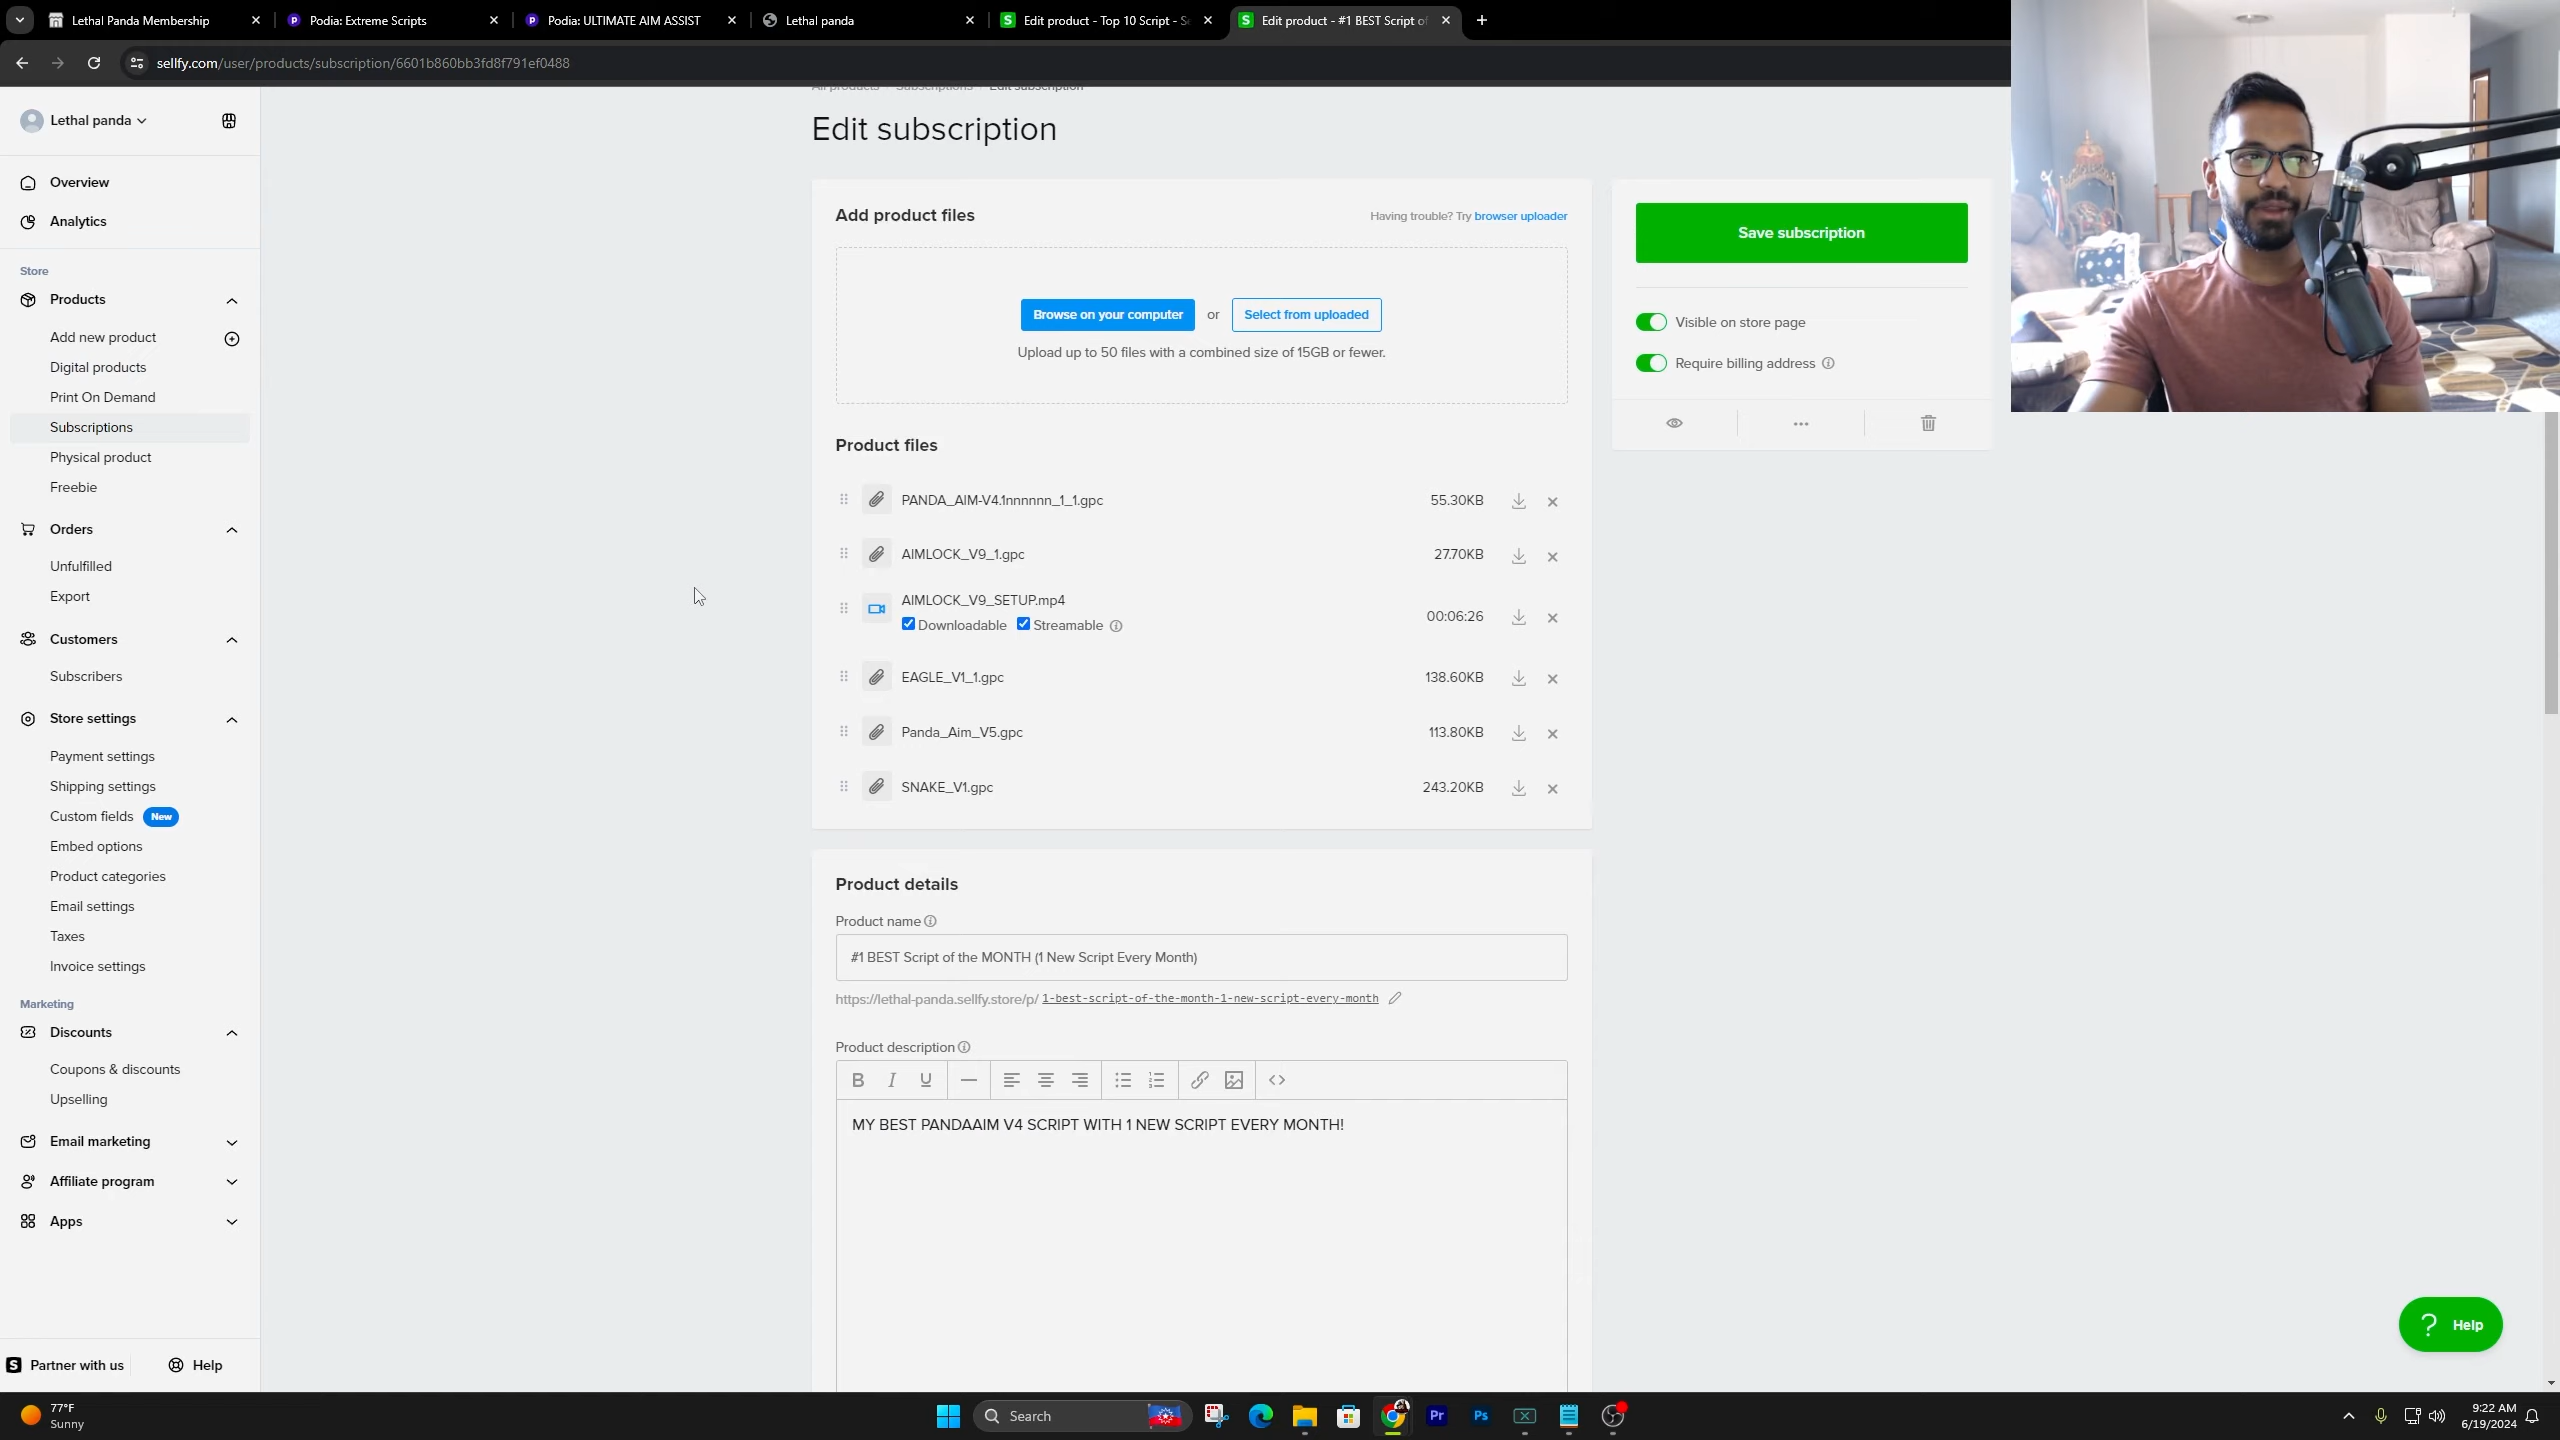 Lethal Panda Membership
Podia: Extreme Scripts
Podia: ULTIMATE AIM ASSIST
Lethal panda
Edit product - Top 10 Script - Se
Edit product - #1 BEST Script of
sellfy.com/user/products/subscription/6601b860bb3fd8f791ef0488
Lethal panda
Overview
Analytics
Store
Products
Add new product
Digital products
Print On Demand
Subscriptions
Physical product
Freebie
Orders
Unfulfilled
Export
Customers
Subscribers
Store settings
Payment settings
Shipping settings
Custom fields New
Embed options
Product categories
Email settings
Taxes
Invoice settings
Marketing
Discounts
Coupons & discounts
Upselling
Email marketing
Affiliate program
Apps
Partner with us
Help
All products / Subscriptions / Edit subscription
Edit subscription
Add product files
Having trouble? Try browser uploader
Browse on your computer or Select from uploaded
Upload up to 50 files with a combined size of 15GB or fewer.
Product files
PANDA_AIM-V4.1nnnnnn_1_1.gpc 55.30KB
AIMLOCK_V9_1.gpc 27.70KB
AIMLOCK_V9_SETUP.mp4
Downloadable Streamable 00:06:26
EAGLE_V1_1.gpc 138.60KB
Panda_Aim_V5.gpc 113.80KB
SNAKE_V1.gpc 243.20KB
Product details
Product name
#1 BEST Script of the MONTH (1 New Script Every Month)
https://lethal-panda.sellfy.store/p/ 1-best-script-of-the-month-1-new-script-every-month
Product description
B I U
MY BEST PANDAAIM V4 SCRIPT WITH 1 NEW SCRIPT EVERY MONTH!
Save subscription
Visible on store page
Require billing address
? Help
77°F
Sunny
Search
Pr
Ps
9:22 AM
6/19/2024